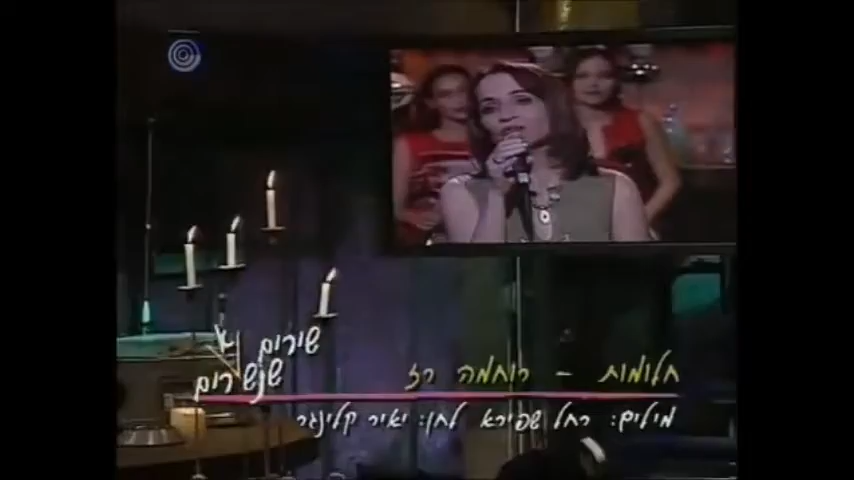 שירים
שנשרים
חלומות - רוחמה רז
מילים: רחל שפירא לחן: יאיר קלינגר